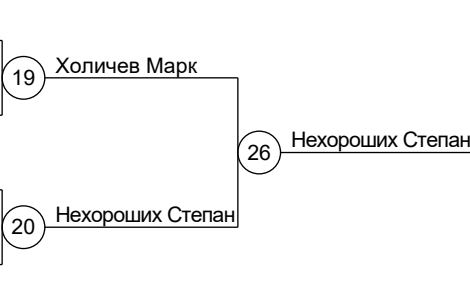 19 Холичев Марк
26 Нехороших Степан
20 Нехороших Степан